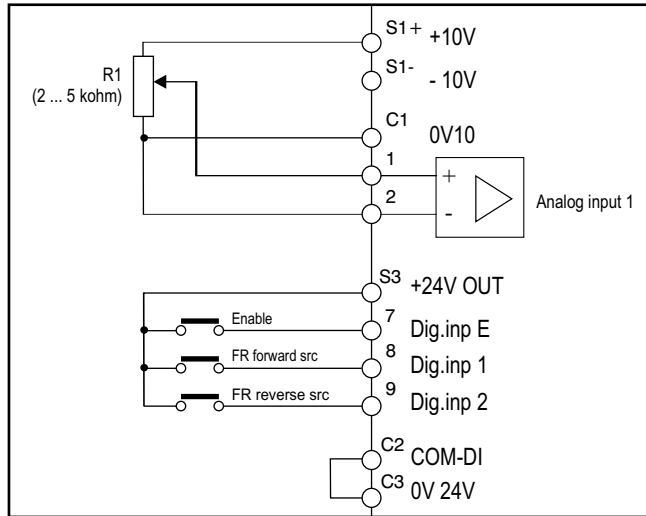 S1+ +10V
R1
(2 ... 5 kohm)
S1- - 10V
C1 0V10
1
+
Analog input 1
2
-
S3 +24V OUT
Enable 7 Dig.inp E
FR forward src 8 Dig.inp 1
FR reverse src 9 Dig.inp 2
C2 COM-DI
C3 0V 24V